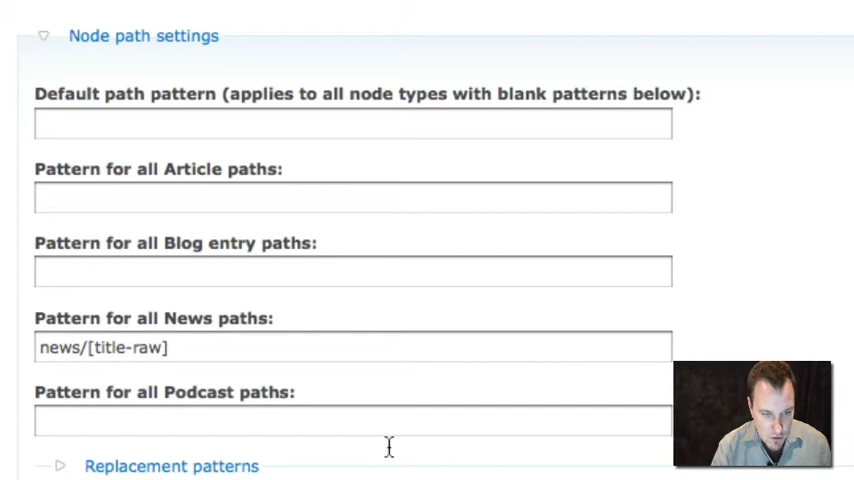 Node path settings
Default path pattern (applies to all node types with blank patterns below):
Pattern for all Article paths:
Pattern for all Blog entry paths:
Pattern for all News paths:
news/[title-raw]
Pattern for all Podcast paths:
Replacement patterns